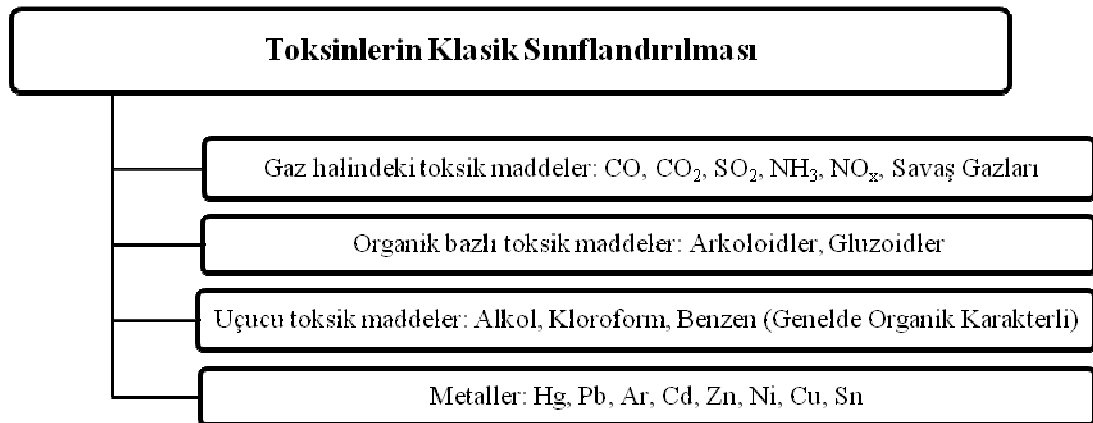 Toksinlerin Klasik Sınıflandırılması
Gaz halindeki toksik maddeler: CO, CO₂, SO₂, NH₃, NOₓ, Savaş Gazları
Organik bazlı toksik maddeler: Arkoloidler, Gluzoidler
Uçucu toksik maddeler: Alkol, Kloroform, Benzen (Genelde Organik Karakterli)
Metaller: Hg, Pb, Ar, Cd, Zn, Ni, Cu, Sn